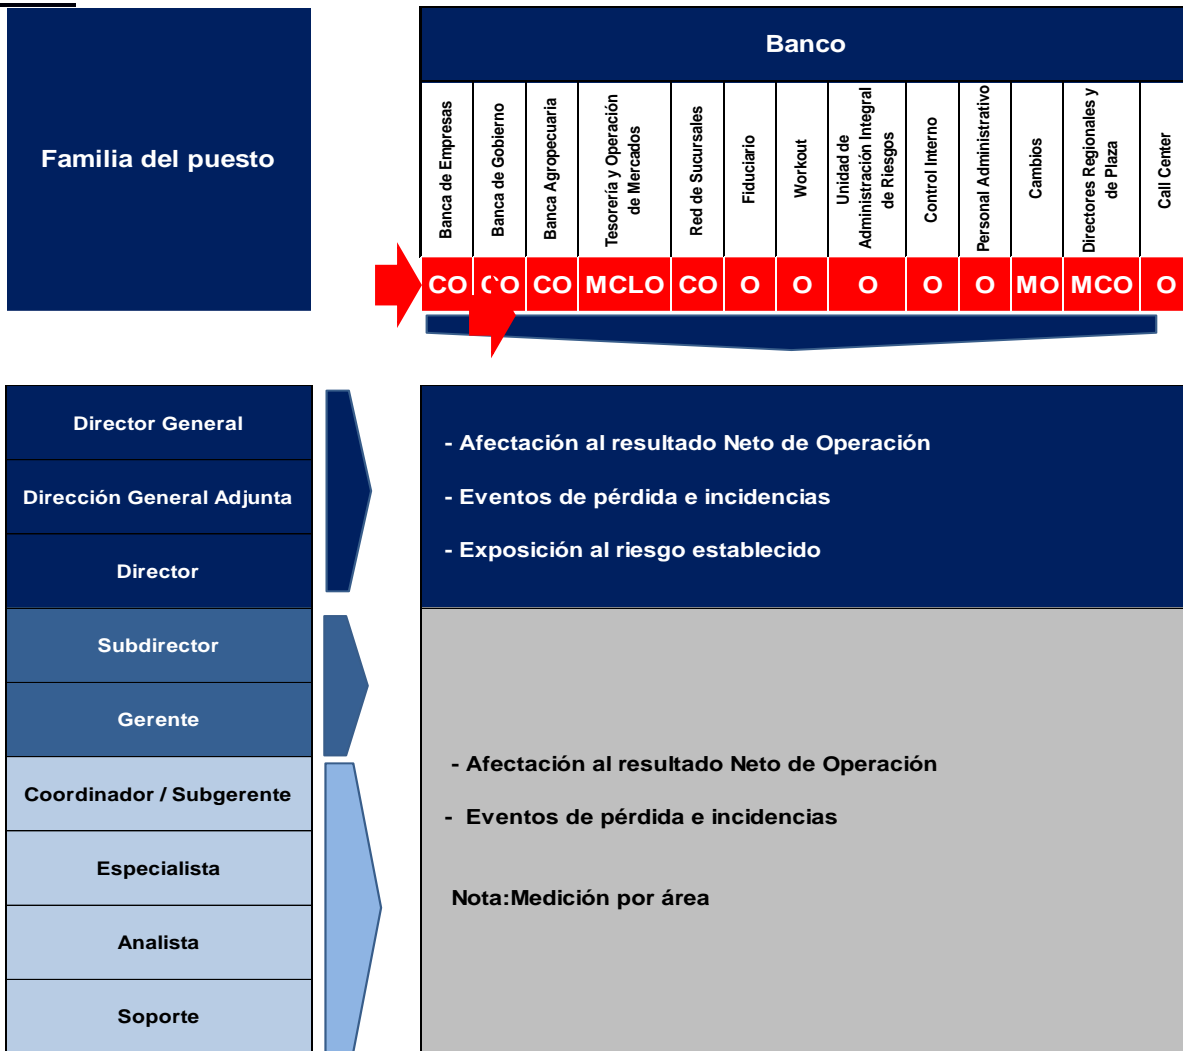 Familia del puesto
Banco
Banca de Empresas
Banca de Gobierno
Banca Agropecuaria
Tesorería y Operación
de Mercados
Red de Sucursales
Fiduciario
Workout
Unidad de
Administración Integral
de Riesgos
Control Interno
Personal Administrativo
Cambios
Directores Regionales y
de Plaza
Call Center
CO CO CO MCLO CO O O O O O MO MCO O
Director General
Dirección General Adjunta
Director
- Afectación al resultado Neto de Operación
- Eventos de pérdida e incidencias
- Exposición al riesgo establecido
Subdirector
Gerente
Coordinador / Subgerente
Especialista
Analista
Soporte
- Afectación al resultado Neto de Operación
- Eventos de pérdida e incidencias
Nota:Medición por área